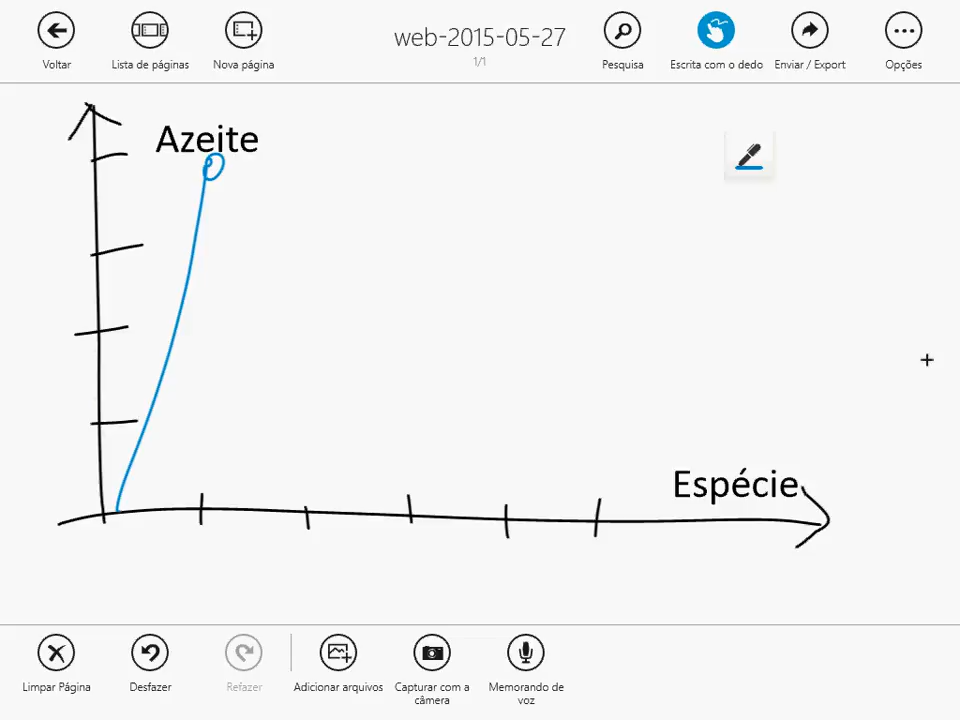 web-2015-05-27
1/1
Voltar
Lista de páginas
Nova página
Pesquisa
Escrita com o dedo
Enviar / Export
Opções
Azeite
Espécie
Limpar Página
Desfazer
Refazer
Adicionar arquivos
Capturar com a
câmera
Memorando de
voz